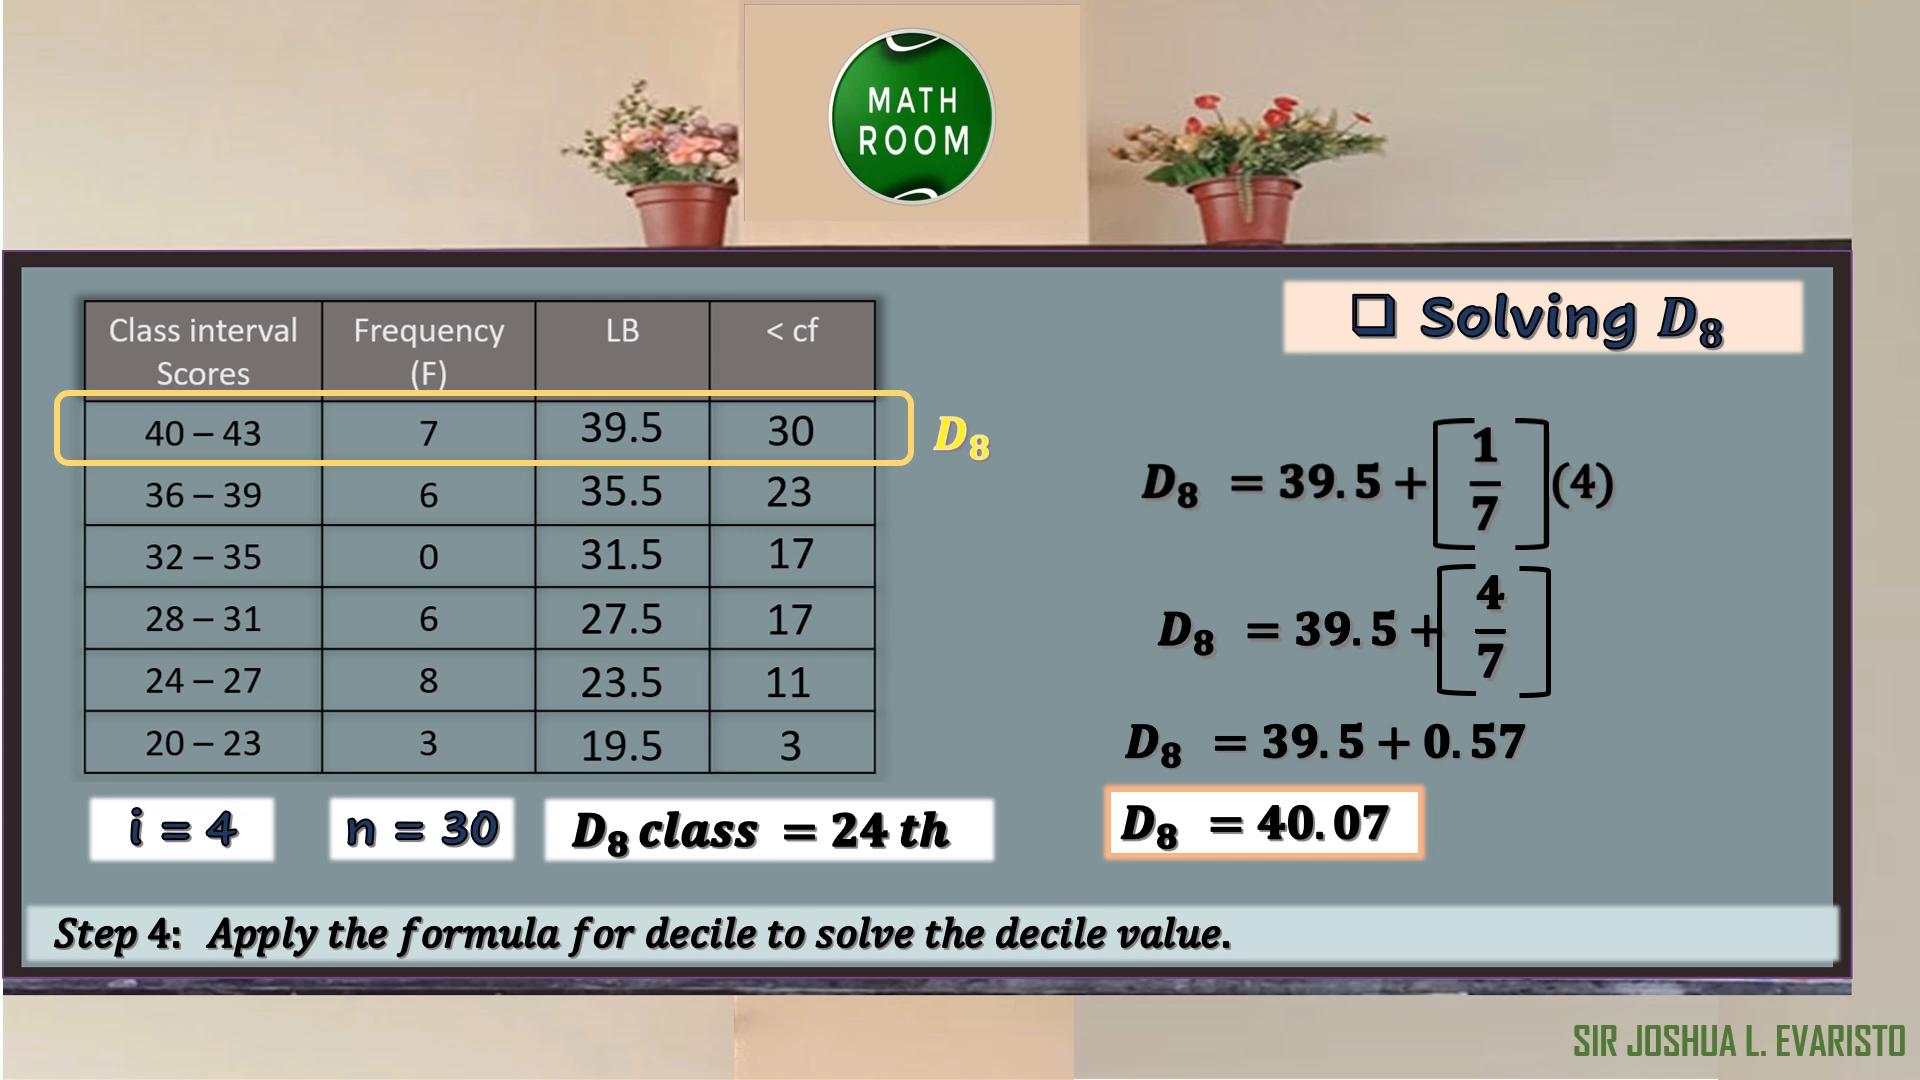 MATH
ROOM
❑ Solving D₈
Class interval Scores | Frequency (F) | LB | < cf
40 – 43 | 7 | 39.5 | 30
D₈
36 – 39 | 6 | 35.5 | 23
32 – 35 | 0 | 31.5 | 17
28 – 31 | 6 | 27.5 | 17
24 – 27 | 8 | 23.5 | 11
20 – 23 | 3 | 19.5 | 3
i = 4
n = 30
D₈ class = 24 th
D₈ = 39.5 + [1/7] (4)
D₈ = 39.5 + [4/7]
D₈ = 39.5 + 0.57
D₈ = 40.07
Step 4: Apply the formula for decile to solve the decile value.
SIR JOSHUA L. EVARISTO